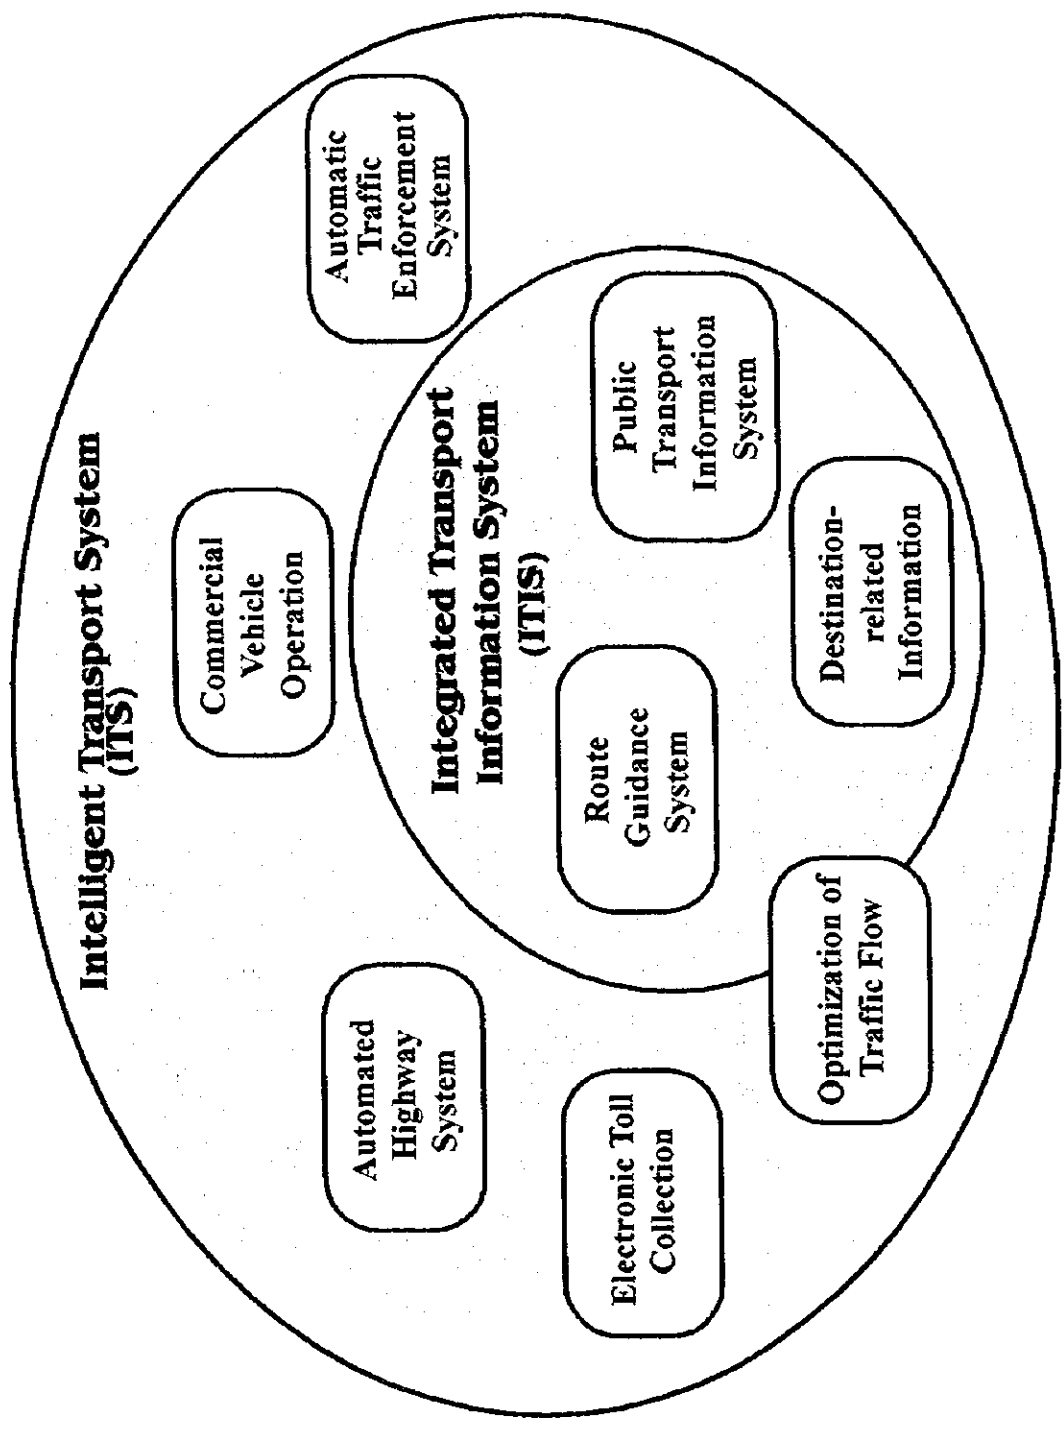 Intelligent Transport System
(ITS)
Commercial
Vehicle
Operation
Automated
Highway
System
Automatic
Traffic
Enforcement
System
Integrated Transport
Information System
(ITIS)
Electronic Toll
Collection
Route
Guidance
System
Public
Transport
Information
System
Optimization of
Traffic Flow
Destination-
related
Information